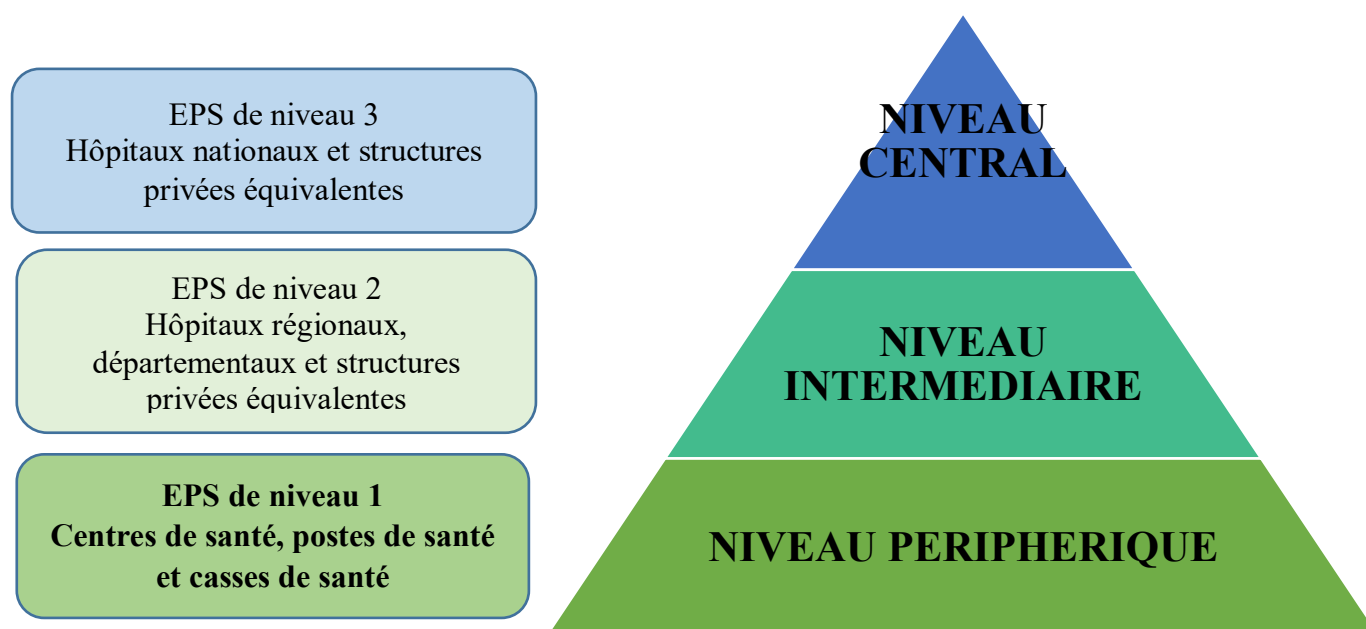 EPS de niveau 3
Hôpitaux nationaux et structures
privées équivalentes
NIVEAU
CENTRAL
EPS de niveau 2
Hôpitaux régionaux,
départementaux et structures
privées équivalentes
NIVEAU
INTERMEDIAIRE
EPS de niveau 1
Centres de santé, postes de santé
et casses de santé
NIVEAU PERIPHERIQUE